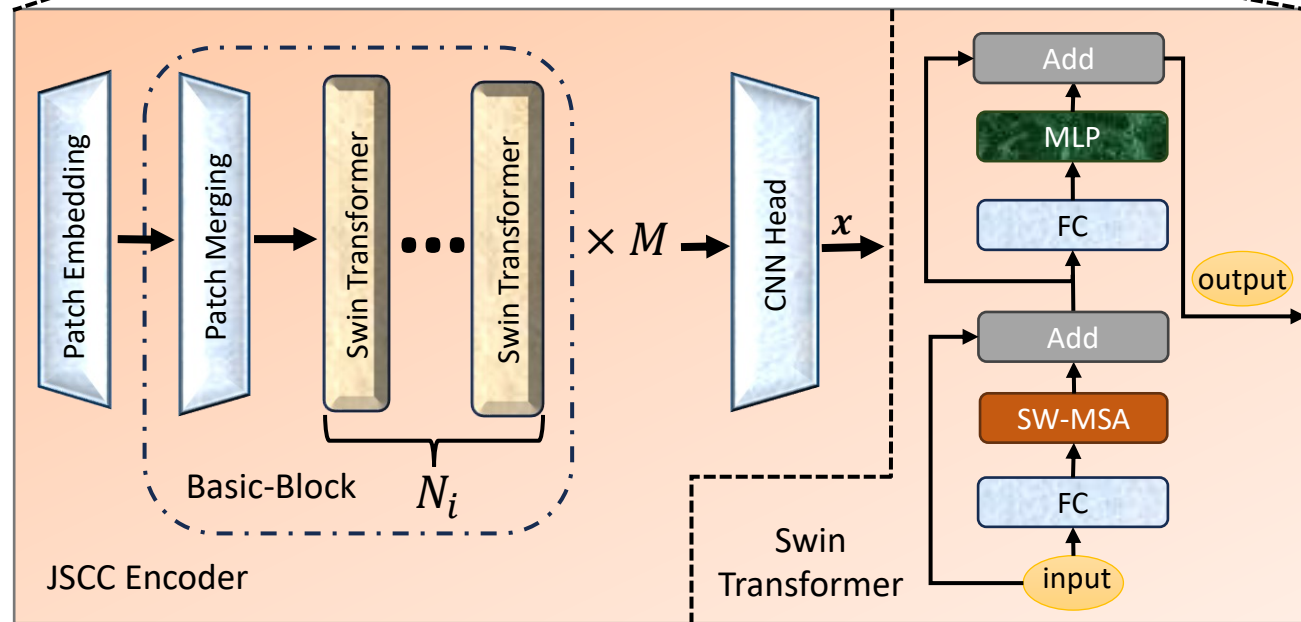 Patch Embedding
Patch Merging
Swin Transformer
•••
Swin Transformer
× M
CNN Head
x
Basic-Block
N_i
JSCC Encoder
Add
MLP
FC
output
Add
SW-MSA
FC
input
Swin
Transformer